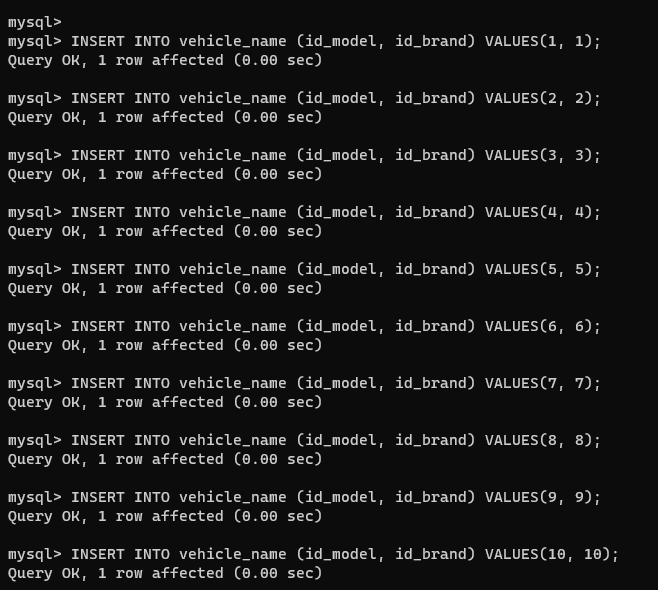 mysql>
mysql> INSERT INTO vehicle_name (id_model, id_brand) VALUES(1, 1);
Query OK, 1 row affected (0.00 sec)
mysql> INSERT INTO vehicle_name (id_model, id_brand) VALUES(2, 2);
Query OK, 1 row affected (0.00 sec)
mysql> INSERT INTO vehicle_name (id_model, id_brand) VALUES(3, 3);
Query OK, 1 row affected (0.00 sec)
mysql> INSERT INTO vehicle_name (id_model, id_brand) VALUES(4, 4);
Query OK, 1 row affected (0.00 sec)
mysql> INSERT INTO vehicle_name (id_model, id_brand) VALUES(5, 5);
Query OK, 1 row affected (0.00 sec)
mysql> INSERT INTO vehicle_name (id_model, id_brand) VALUES(6, 6);
Query OK, 1 row affected (0.00 sec)
mysql> INSERT INTO vehicle_name (id_model, id_brand) VALUES(7, 7);
Query OK, 1 row affected (0.00 sec)
mysql> INSERT INTO vehicle_name (id_model, id_brand) VALUES(8, 8);
Query OK, 1 row affected (0.00 sec)
mysql> INSERT INTO vehicle_name (id_model, id_brand) VALUES(9, 9);
Query OK, 1 row affected (0.00 sec)
mysql> INSERT INTO vehicle_name (id_model, id_brand) VALUES(10, 10);
Query OK, 1 row affected (0.00 sec)